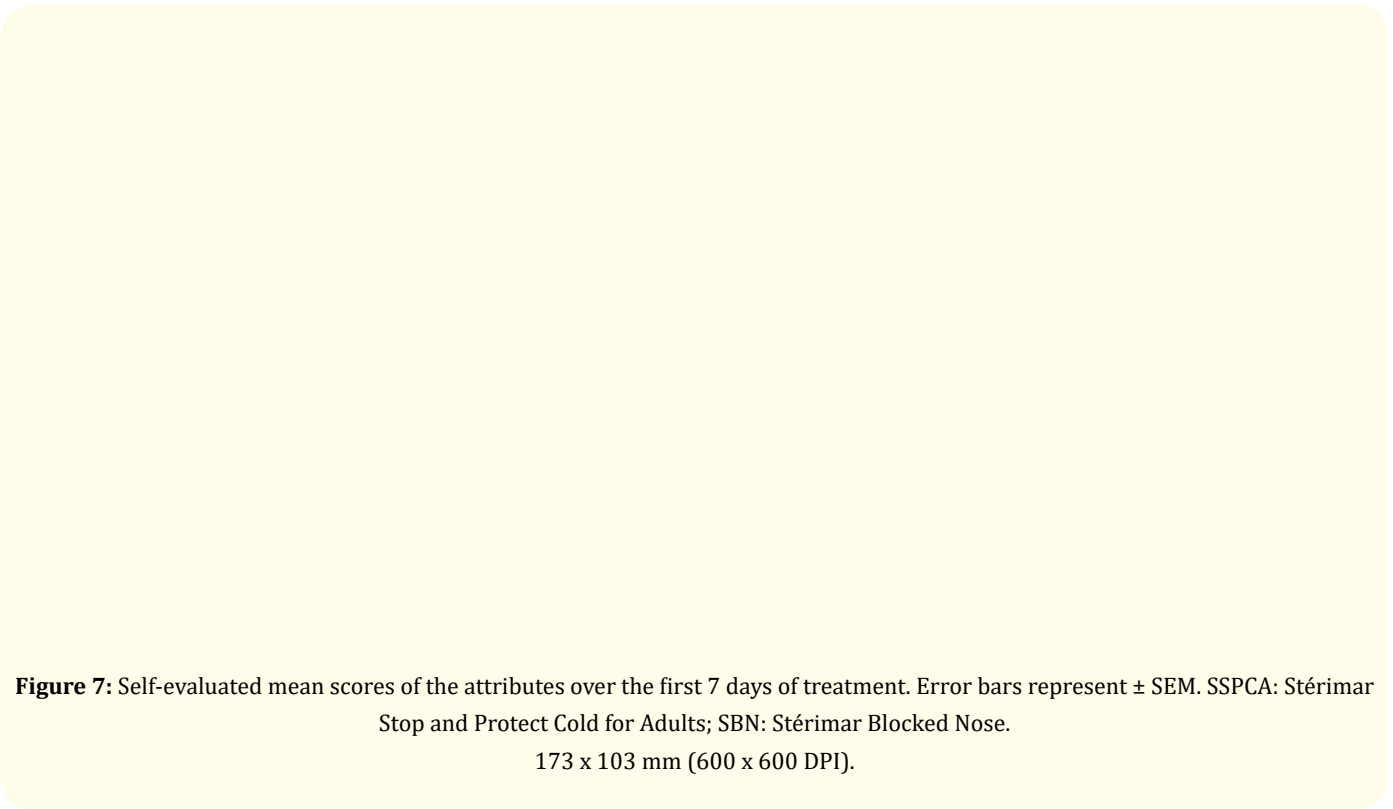 Figure 7: Self-evaluated mean scores of the attributes over the first 7 days of treatment. Error bars represent ± SEM. SSPCA: Stérimar
Stop and Protect Cold for Adults; SBN: Stérimar Blocked Nose.
173 x 103 mm (600 x 600 DPI).